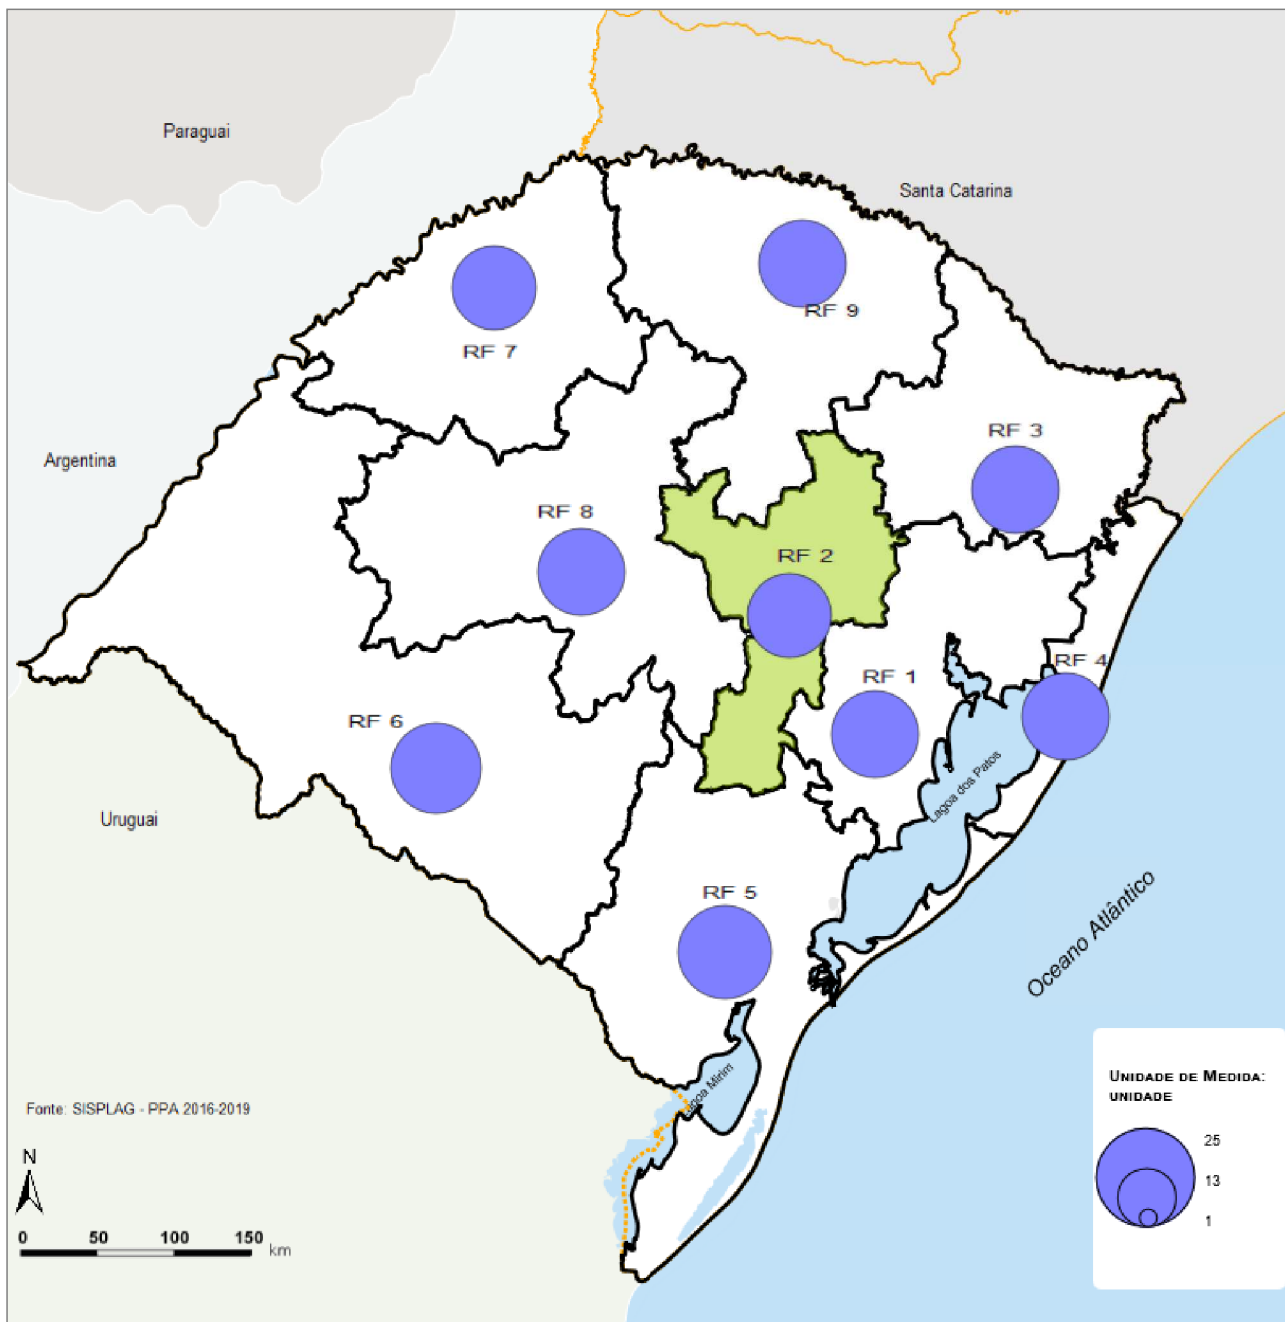 Paraguai
Santa Catarina
RF 9
RF 7
Argentina
RF 3
RF 8
RF 2
RF 4
RF 1
RF 6
Lagoa dos Patos
Uruguai
RF 5
Oceano Atlântico
Lagoa Mirim
Fonte: SISPLAG - PPA 2016-2019
N
0 50 100 150
km
UNIDADE DE MEDIDA:
UNIDADE
25
13
1